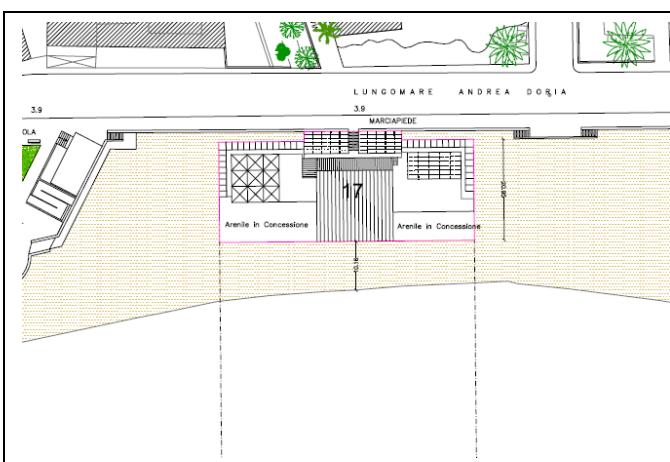 LUNGOMARE ANDREA DORIA
3.9
3.9
MARCIAPIEDE
OLA
17
Arenile in Concessione
Arenile in Concessione